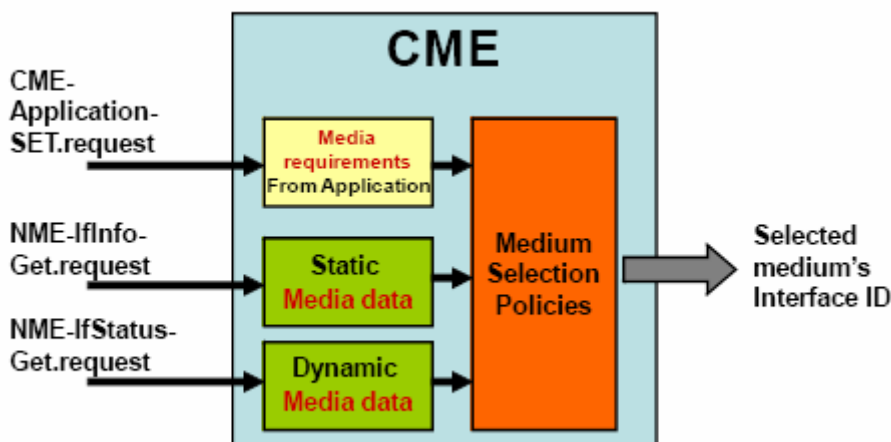 CME
CME-
Application-
SET.request
Media
requirements
From Application
NME-IfInfo-
Get.request
Static
Media data
NME-IfStatus-
Get.request
Dynamic
Media data
Medium
Selection
Policies
Selected
medium's
Interface ID